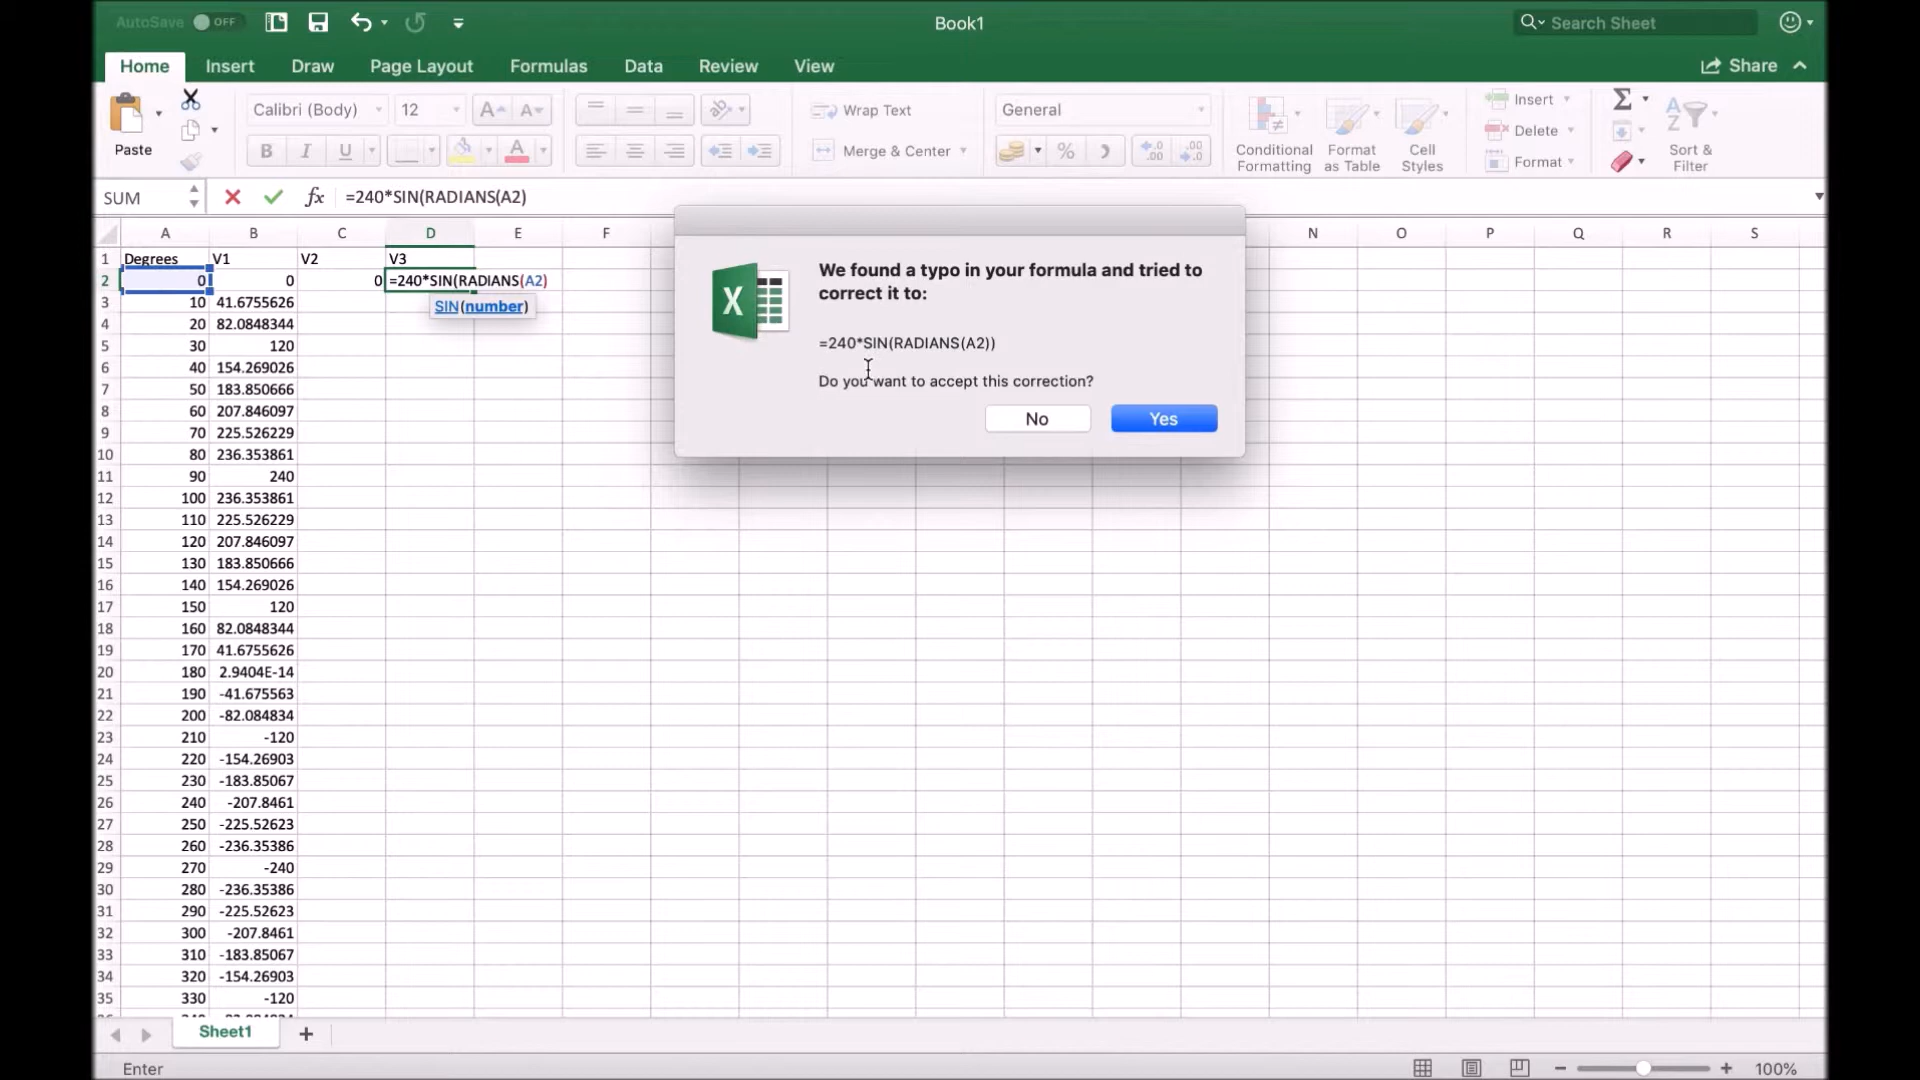 AutoSave OFF
Book1
Search Sheet
Home Insert Draw Page Layout Formulas Data Review View
Share
Paste
Calibri (Body) 12
B I U A
Wrap Text
Merge & Center
General
%
Conditional Formatting
Format as Table
Cell Styles
Insert
Delete
Format
Sort & Filter
SUM fx =240*SIN(RADIANS(A2)
A B C D E F N O P Q R S
1 Degrees V1 V2 V3
2 0 0 0 =240*SIN(RADIANS(A2)
SIN(number)
3 10 41.6755626
4 20 82.0848344
5 30 120
6 40 154.269026
7 50 183.850666
8 60 207.846097
9 70 225.526229
10 80 236.353861
11 90 240
12 100 236.353861
13 110 225.526229
14 120 207.846097
15 130 183.850666
16 140 154.269026
17 150 120
18 160 82.0848344
19 170 41.6755626
20 180 2.9404E-14
21 190 -41.675563
22 200 -82.084834
23 210 -120
24 220 -154.26903
25 230 -183.85067
26 240 -207.8461
27 250 -225.52623
28 260 -236.35386
29 270 -240
30 280 -236.35386
31 290 -225.52623
32 300 -207.8461
33 310 -183.85067
34 320 -154.26903
35 330 -120
We found a typo in your formula and tried to
correct it to:
=240*SIN(RADIANS(A2))
Do you want to accept this correction?
No Yes
Sheet1
Enter
100%